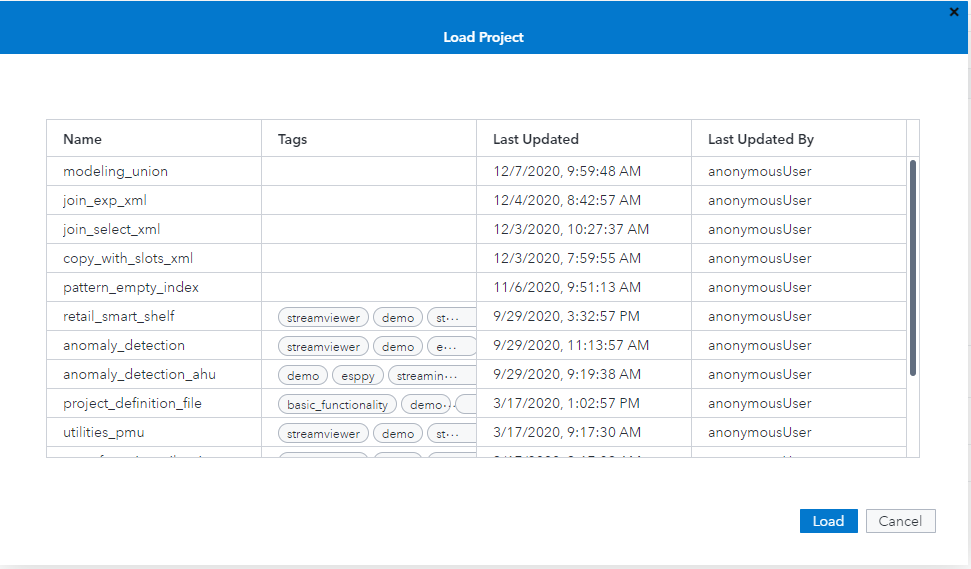 Load Project
Name Tags Last Updated Last Updated By
modeling_union 12/7/2020, 9:59:48 AM anonymousUser
join_exp_xml 12/4/2020, 8:42:57 AM anonymousUser
join_select_xml 12/3/2020, 10:27:37 AM anonymousUser
copy_with_slots_xml 12/3/2020, 7:59:55 AM anonymousUser
pattern_empty_index 11/6/2020, 9:51:13 AM anonymousUser
retail_smart_shelf streamviewer demo st... 9/29/2020, 3:32:57 PM anonymousUser
anomaly_detection streamviewer demo e... 9/29/2020, 11:13:57 AM anonymousUser
anomaly_detection_ahu demo esppy streamin... 9/29/2020, 9:19:38 AM anonymousUser
project_definition_file basic_functionality demo... 3/17/2020, 1:02:57 PM anonymousUser
utilities_pmu streamviewer demo st... 3/17/2020, 9:17:30 AM anonymousUser
Load Cancel